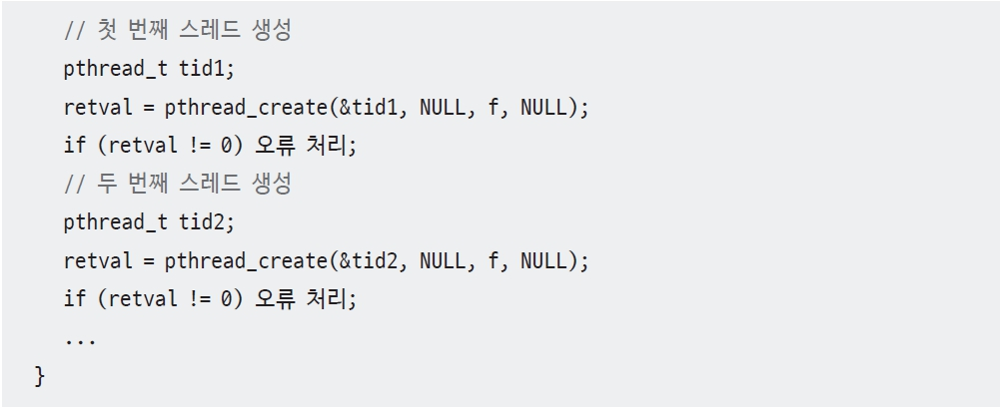 // 첫 번째 스레드 생성
pthread_t tid1;
retval = pthread_create(&tid1, NULL, f, NULL);
if (retval != 0) 오류 처리;
// 두 번째 스레드 생성
pthread_t tid2;
retval = pthread_create(&tid2, NULL, f, NULL);
if (retval != 0) 오류 처리;
...
}